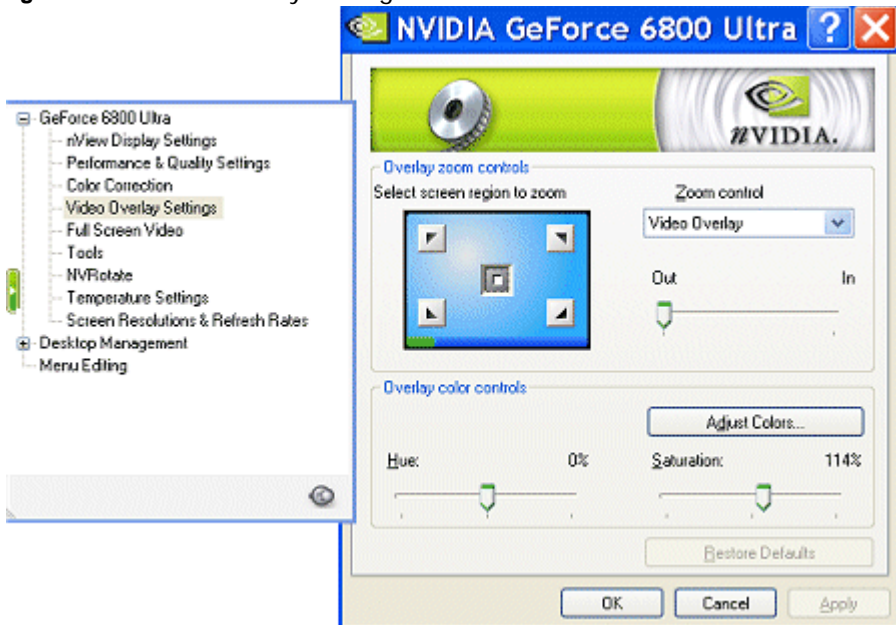 NVIDIA GeForce 6800 Ultra
GeForce 6800 Ultra
nView Display Settings
Performance & Quality Settings
Color Correction
Video Overlay Settings
Full Screen Video
Tools
NVRotate
Temperature Settings
Screen Resolutions & Refresh Rates
Desktop Management
Menu Editing
nVIDIA.
Overlay zoom controls
Select screen region to zoom
Zoom control
Video Overlay
Out In
Overlay color controls
Adjust Colors...
Hue: 0% Saturation: 114%
Restore Defaults
OK Cancel Apply